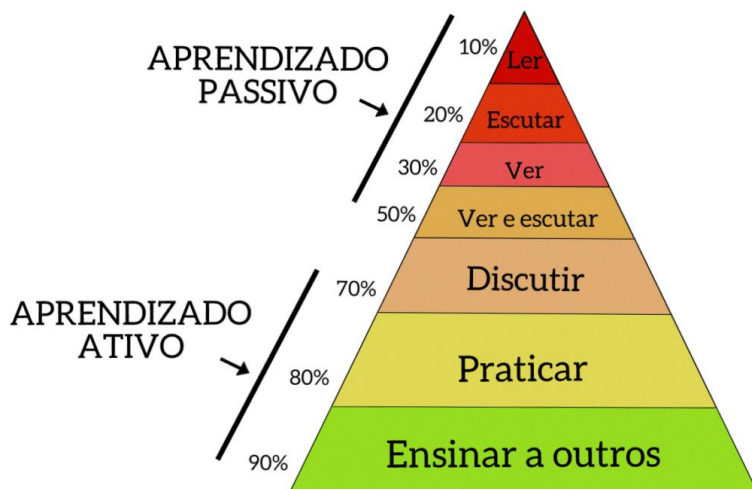 10%
Ler
APRENDIZADO
PASSIVO
20%
Escutar
30%
Ver
50%
Ver e escutar
70%
Discutir
APRENDIZADO
ATIVO
80%
Praticar
90%
Ensinar a outros